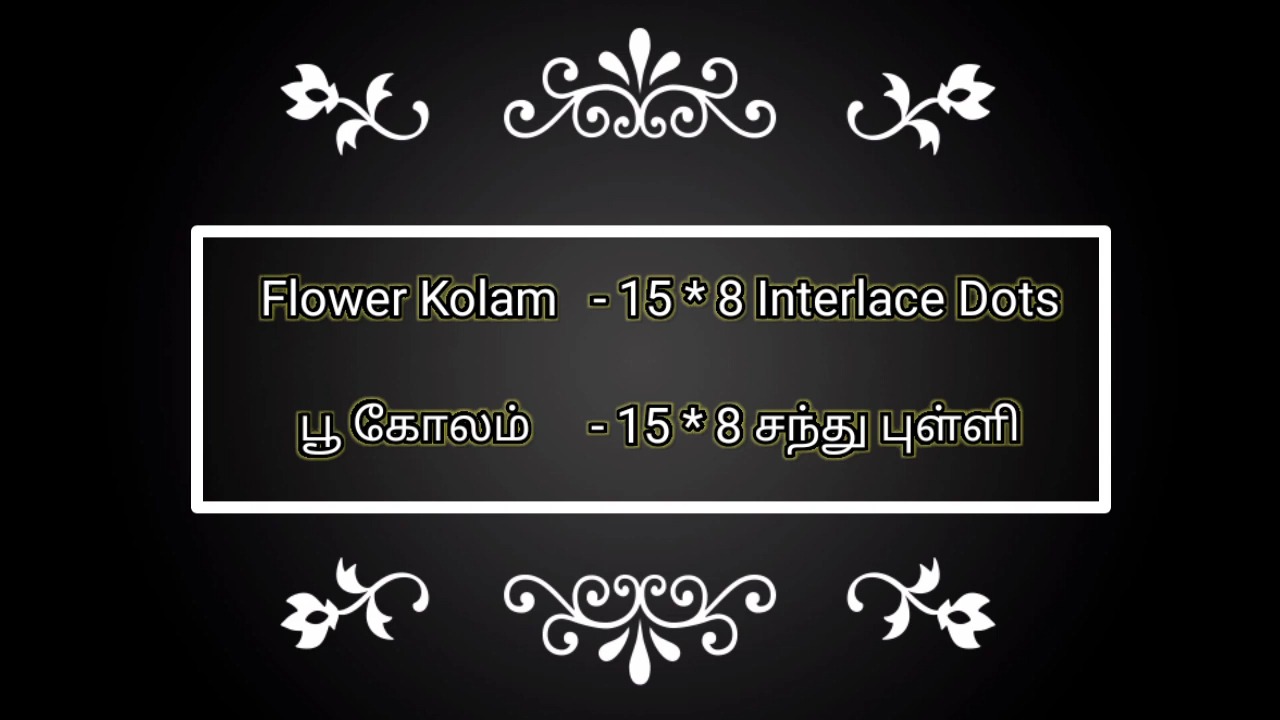 Flower Kolam - 15 * 8 Interlace Dots
பூ கோலம் - 15 * 8 சந்து புள்ளி